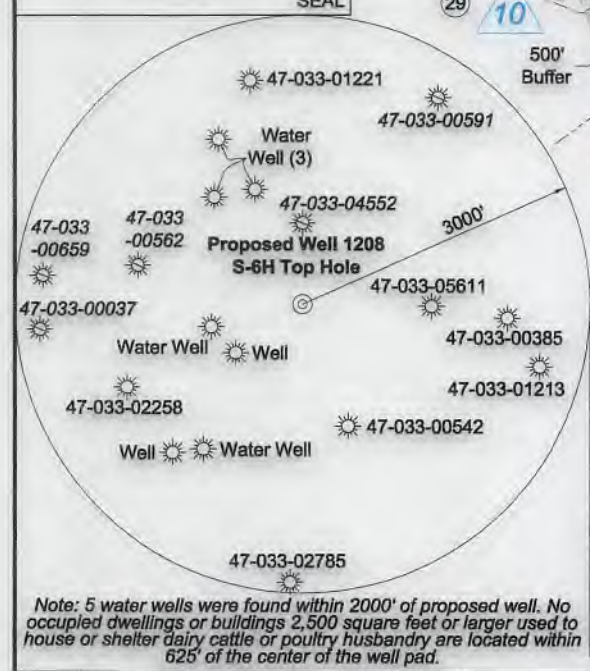 SEAL
29
10
500'
Buffer
47-033-01221
47-033-00591
Water
Well (3)
47-033-04552
47-033
-00659
47-033
-00562
Proposed Well 1208
S-6H Top Hole
3000'
47-033-00037
47-033-05611
47-033-00385
Water Well
Well
47-033-01213
47-033-02258
47-033-00542
Well
Water Well
47-033-02785
Note: 5 water wells were found within 2000' of proposed well. No
occupied dwellings or buildings 2,500 square feet or larger used to
house or shelter dairy cattle or poultry husbandry are located within
625' of the center of the well pad.